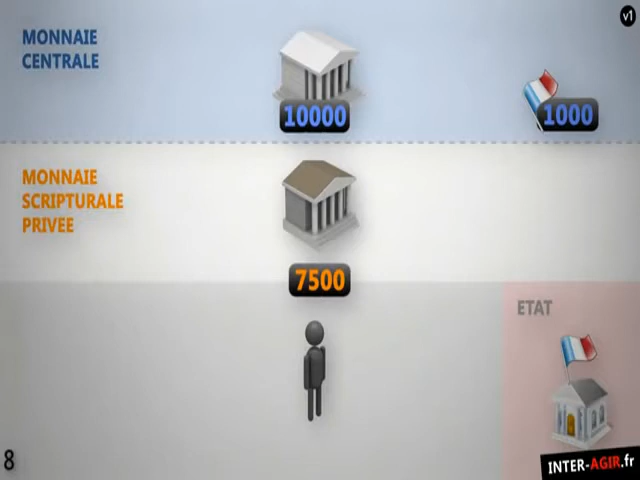 MONNAIE
CENTRALE
v1
10000
1000
MONNAIE
SCRIPTURALE
PRIVEE
7500
ETAT
8
INTER-AGIR.fr